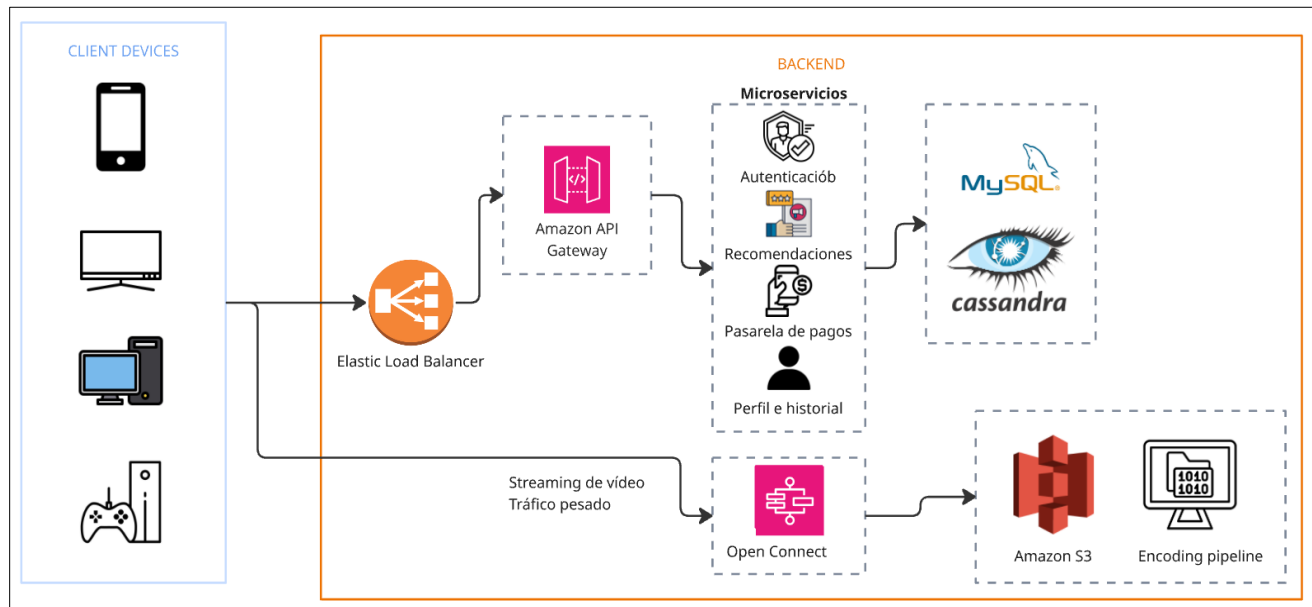 CLIENT DEVICES
BACKEND
Microservicios
Autenticaciób
Recomendaciones
Pasarela de pagos
Perfil e historial
Amazon API
Gateway
Elastic Load Balancer
MySQL®
cassandra
Streaming de vídeo
Tráfico pesado
Open Connect
Amazon S3
1010
1010
Encoding pipeline